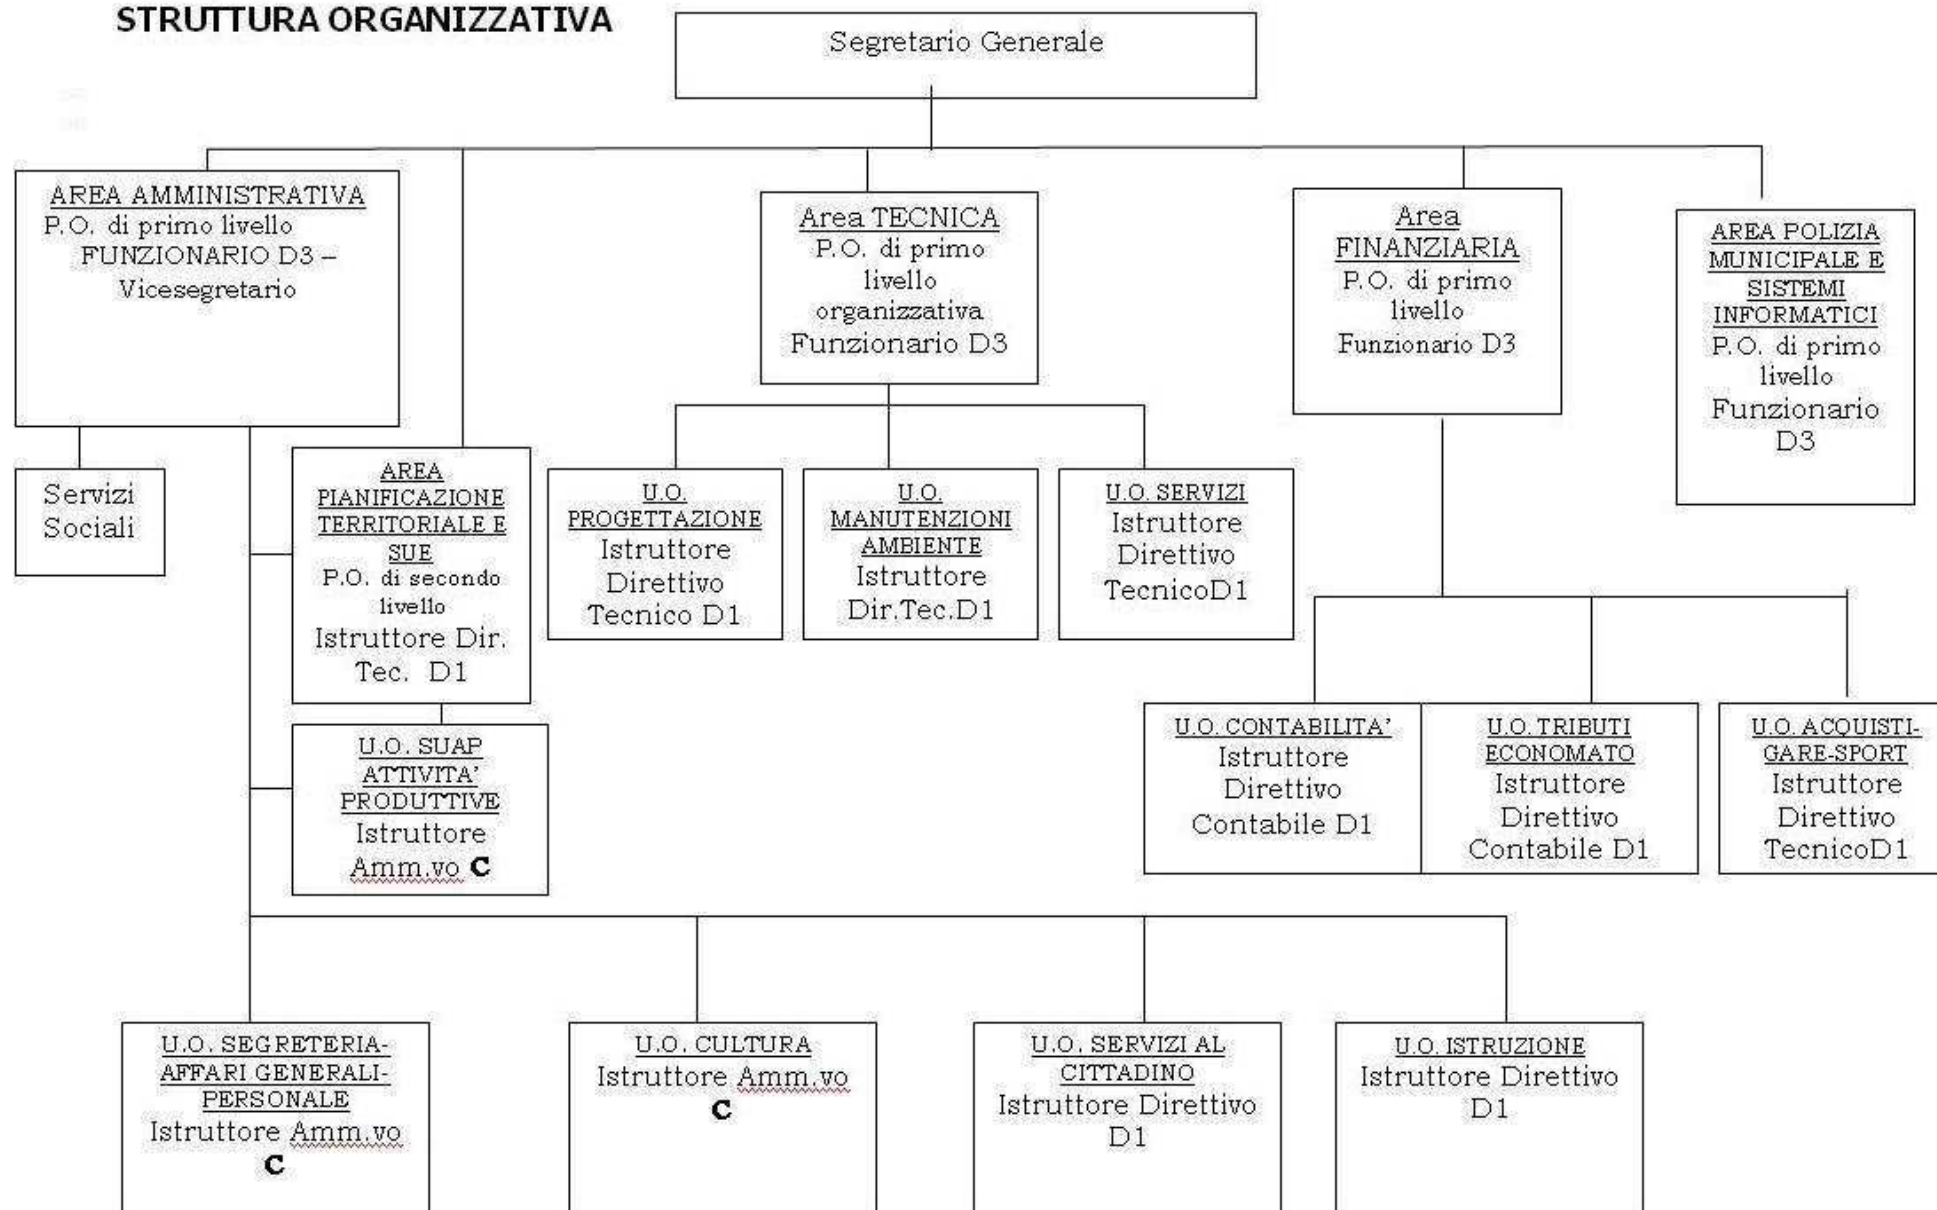 STRUTTURA ORGANIZZATIVA
Segretario Generale
AREA AMMINISTRATIVA
P.O. di primo livello
FUNZIONARIO D3 –
Vicesegretario
Area TECNICA
P.O. di primo
livello
organizzativa
Funzionario D3
Area
FINANZIARIA
P.O. di primo
livello
Funzionario D3
AREA POLIZIA
MUNICIPALE E
SISTEMI
INFORMATICI
P.O. di primo
livello
Funzionario
D3
Servizi
Sociali
AREA
PIANIFICAZIONE
TERRITORIALE E
SUE
P.O. di secondo
livello
Istruttore Dir.
Tec. D1
U.O.
PROGETTAZIONE
Istruttore
Direttivo
Tecnico D1
U.O.
MANUTENZIONI
AMBIENTE
Istruttore
Dir.Tec.D1
U.O. SERVIZI
Istruttore
Direttivo
TecnicoD1
U.O. SUAP
ATTIVITA’
PRODUTTIVE
Istruttore
Amm.vo C
U.O. CONTABILITA’
Istruttore
Direttivo
Contabile D1
U.O. TRIBUTI
ECONOMATO
Istruttore
Direttivo
Contabile D1
U.O. ACQUISTI-
GARE-SPORT
Istruttore
Direttivo
TecnicoD1
U.O. SEGRETERIA-
AFFARI GENERALI-
PERSONALE
Istruttore Amm.vo
C
U.O. CULTURA
Istruttore Amm.vo
C
U.O. SERVIZI AL
CITTADINO
Istruttore Direttivo
D1
U.O. ISTRUZIONE
Istruttore Direttivo
D1